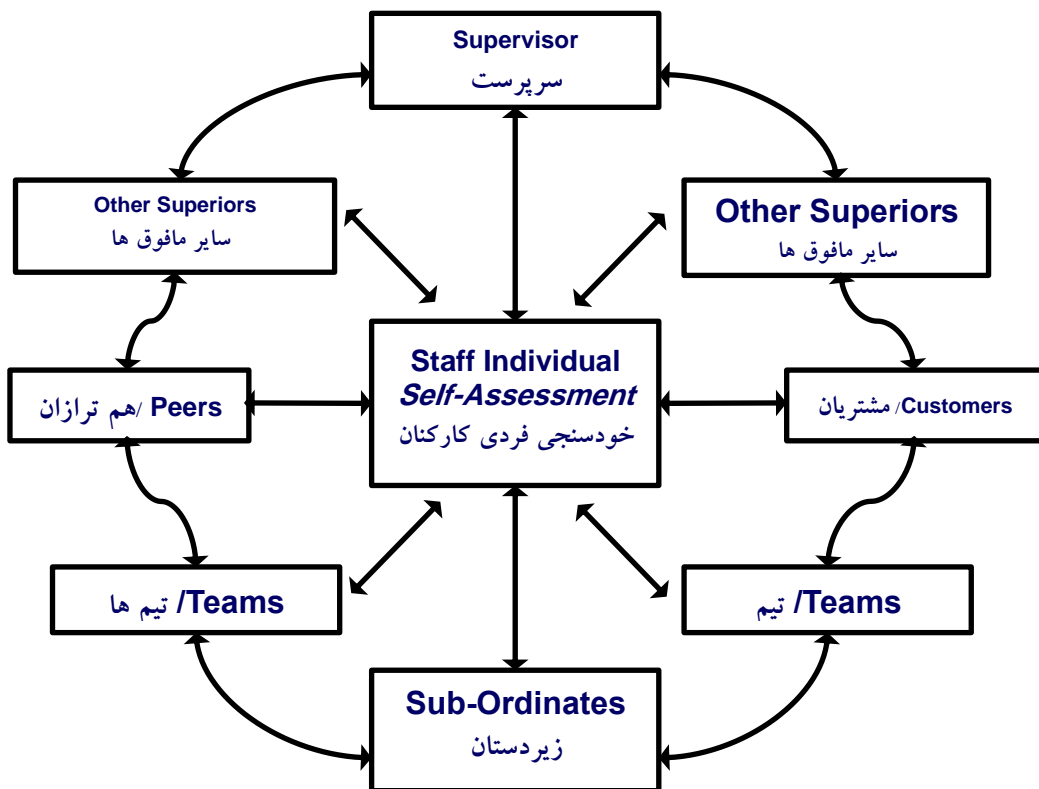 Supervisor
سرپرست
Other Superiors
سایر مافوق ها
Other Superiors
سایر مافوق ها
Staff Individual
Self-Assessment
خودسنجی فردی کارکنان
هم ترازان/ Peers
مشتریان/Customers
تیم ها /Teams
تیم /Teams
Sub-Ordinates
زیردستان